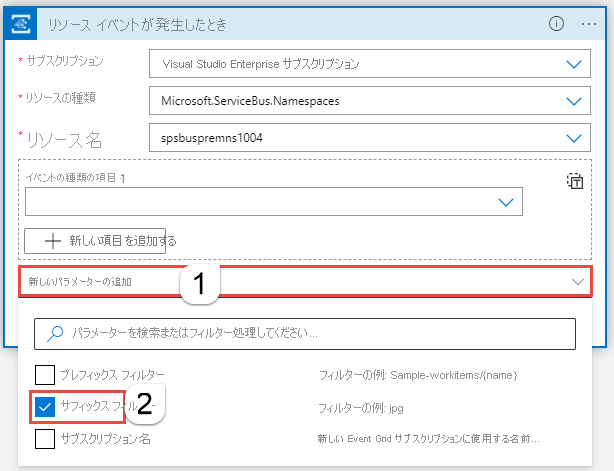 リソース イベントが発生したとき
* サブスクリプション
Visual Studio Enterprise サブスクリプション
* リソースの種類
Microsoft.ServiceBus.Namespaces
* リソース名
spsbuspremns1004
イベントの種類の項目 1
新しい項目を追加する
新しいパラメーターの追加
1
パラメーターを検索またはフィルター処理してください...
プレフィックス フィルター
フィルターの例: Sample-workitems/{name}
サフィックス フィルター
2
フィルターの例: jpg
サブスクリプション名
新しい Event Grid サブスクリプションに使用する名前...